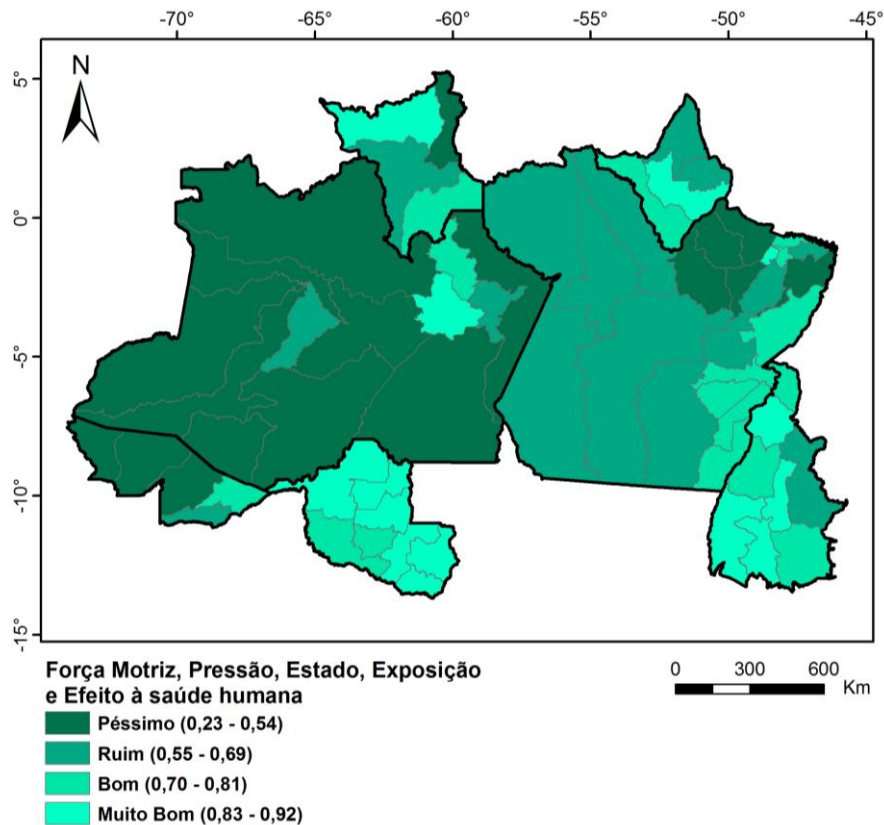 -70° -65° -60° -55° -50° -45°
N
5°
0°
-5°
-10°
-15°
Força Motriz, Pressão, Estado, Exposição
e Efeito à saúde humana
0 300 600
Km
Péssimo (0,23 - 0,54)
Ruim (0,55 - 0,69)
Bom (0,70 - 0,81)
Muito Bom (0,83 - 0,92)